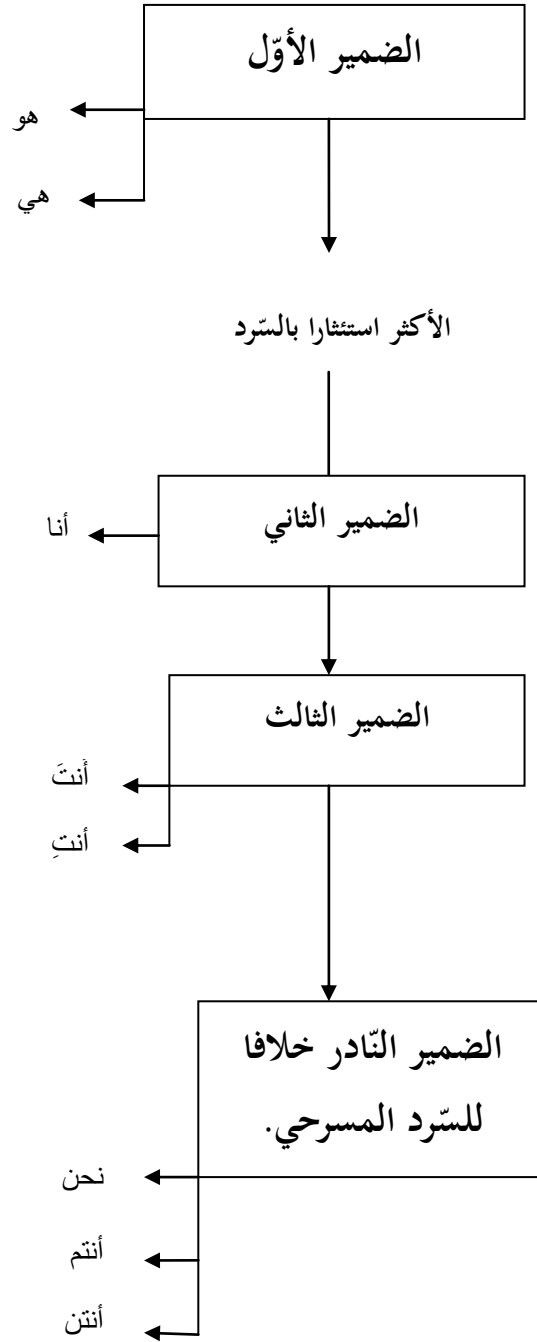 الضمير الأوّل
هو
هي
الأكثر استئثارا بالسّرد
الضمير الثاني
أنا
الضمير الثالث
أنتَ
أنتِ
الضمير النّادر خلافا
للسّرد المسرحي.
نحن
أنتم
أنتن